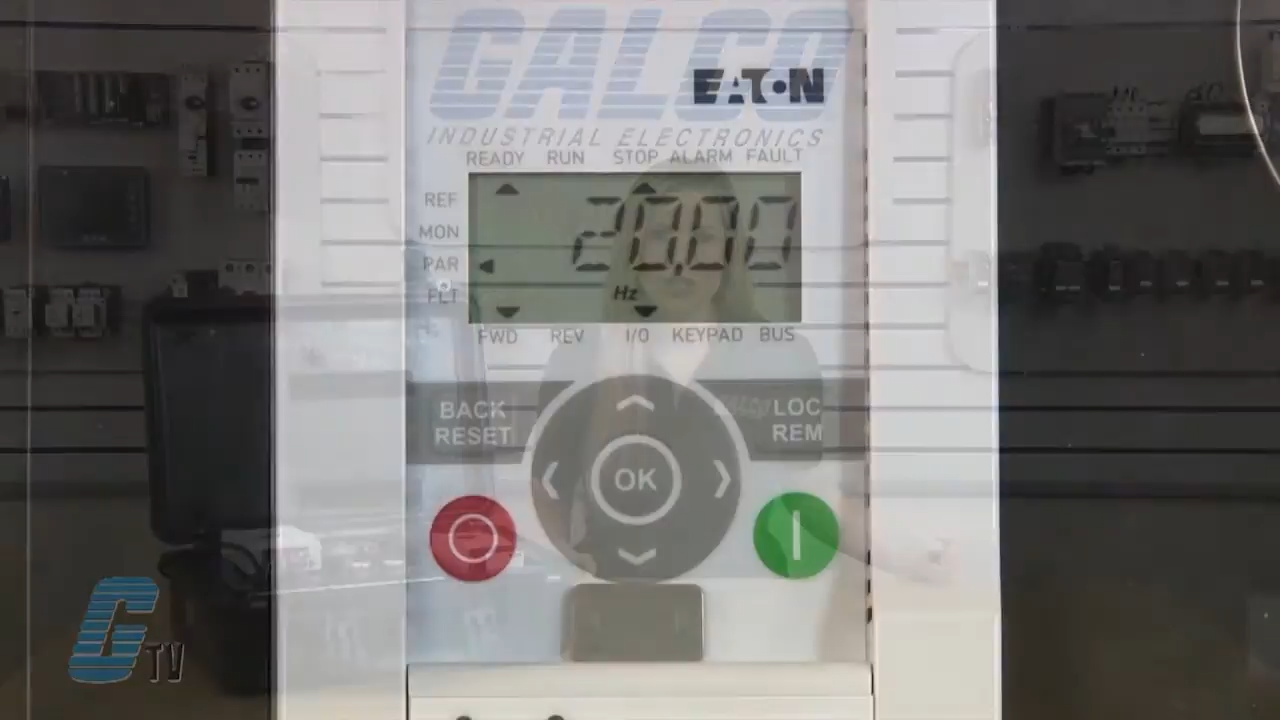 GALCO
EATON
INDUSTRIAL ELECTRONICS
READY RUN STOP ALARM FAULT
REF
MON
PAR
FLT
20.00
Hz
FWD REV I/O KEYPAD BUS
BACK
RESET
LOC
REM
OK
G TV